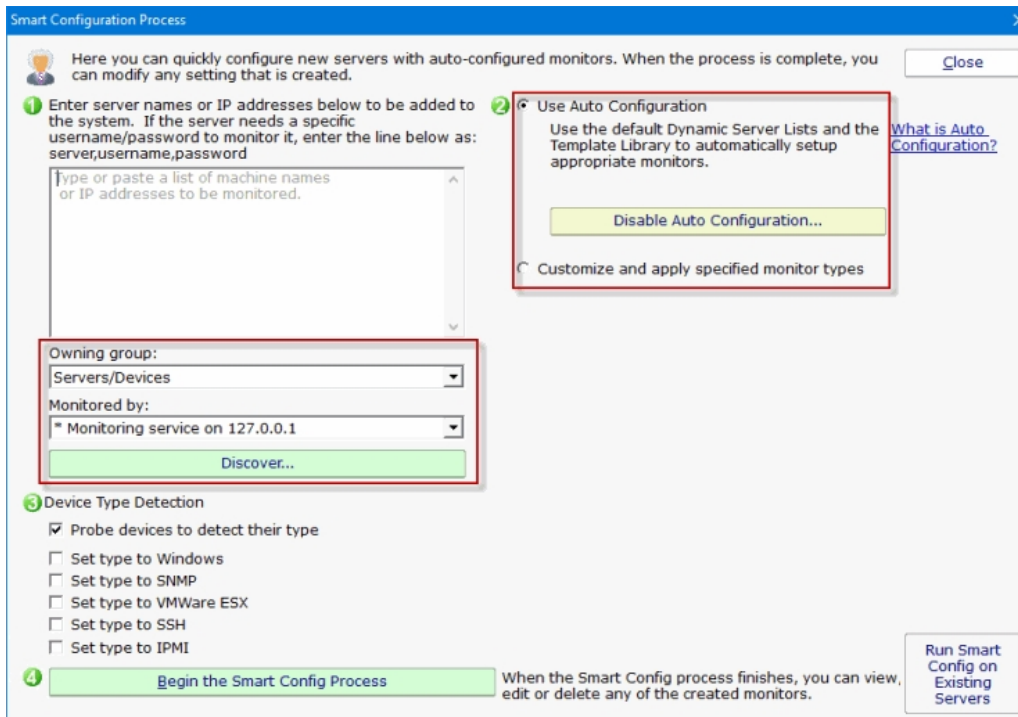 Smart Configuration Process
Here you can quickly configure new servers with auto-configured monitors. When the process is complete, you
can modify any setting that is created.
Close
1
Enter server names or IP addresses below to be added to
the system. If the server needs a specific
username/password to monitor it, enter the line below as:
server,username,password
Type or paste a list of machine names
or IP addresses to be monitored.
Owning group:
Servers/Devices
Monitored by:
* Monitoring service on 127.0.0.1
Discover...
2
Use Auto Configuration
Use the default Dynamic Server Lists and the
Template Library to automatically setup
appropriate monitors.
What is Auto
Configuration?
Disable Auto Configuration...
Customize and apply specified monitor types
3
Device Type Detection
Probe devices to detect their type
Set type to Windows
Set type to SNMP
Set type to VMWare ESX
Set type to SSH
Set type to IPMI
4
Begin the Smart Config Process
When the Smart Config process finishes, you can view,
edit or delete any of the created monitors.
Run Smart
Config on
Existing
Servers